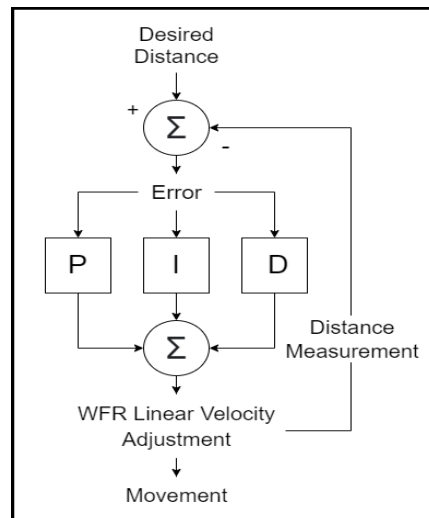 Desired
Distance
+
Σ
-
Error
P
I
D
Σ
Distance
Measurement
WFR Linear Velocity
Adjustment
Movement